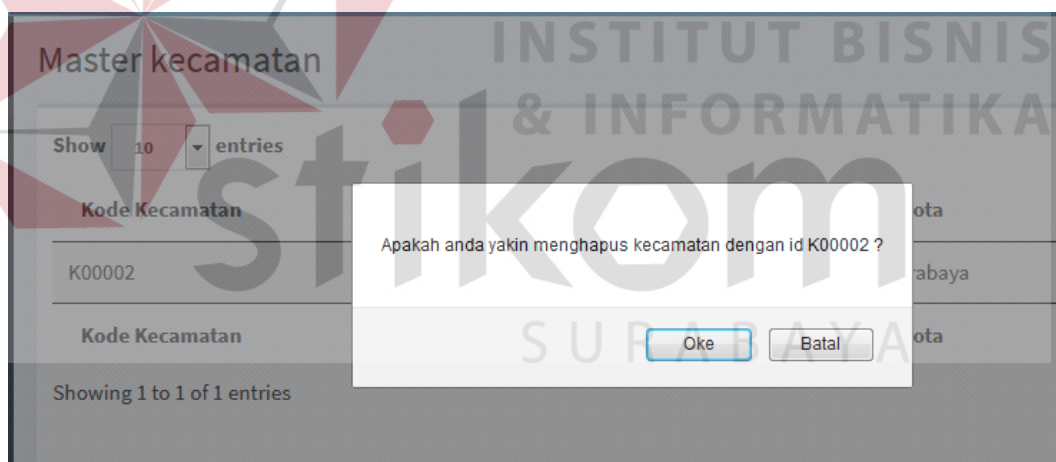 INSTITUT BISNIS
& INFORMATIKA
stikom
SURABAYA
Master kecamatan
Show 10 entries
Kode Kecamatan ota
K00002 rabaya
Kode Kecamatan ota
Showing 1 to 1 of 1 entries
Apakah anda yakin menghapus kecamatan dengan id K00002 ?
Oke Batal